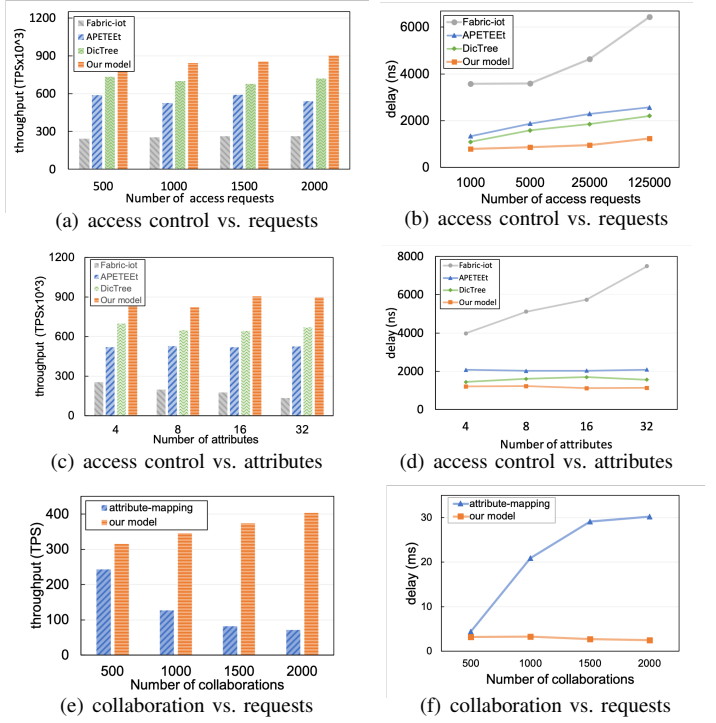 1200
900
600
300
0
throughput (TPSx10^3)
Fabric-iot
APETEEt
DicTree
Our model
500 1000 1500 2000
Number of access requests
(a) access control vs. requests
6000
4000
2000
0
delay (ns)
Fabric-iot
APETEEt
DicTree
Our model
1000 5000 25000 125000
Number of access requests
(b) access control vs. requests
1200
900
600
300
0
throughput (TPSx10^3)
Fabric-iot
APETEEt
DicTree
Our model
4 8 16 32
Number of attributes
(c) access control vs. attributes
8000
6000
4000
2000
0
delay (ns)
Fabric-iot
APETEEt
DicTree
Our model
4 8 16 32
Number of attributes
(d) access control vs. attributes
400
300
200
100
0
throughput (TPS)
attribute-mapping
our model
500 1000 1500 2000
Number of collaborations
(e) collaboration vs. requests
30
20
10
0
delay (ms)
attribute-mapping
our model
500 1000 1500 2000
Number of collaborations
(f) collaboration vs. requests